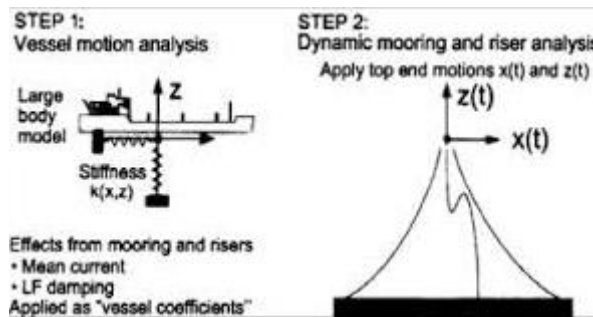 STEP 1:
Vessel motion analysis
Large
body
model
Z
Stiffness
k(x,z)
Effects from mooring and risers
• Mean current
• LF damping
Applied as "vessel coefficients"
STEP 2:
Dynamic mooring and riser analysis
Apply top end motions x(t) and z(t)
z(t)
x(t)